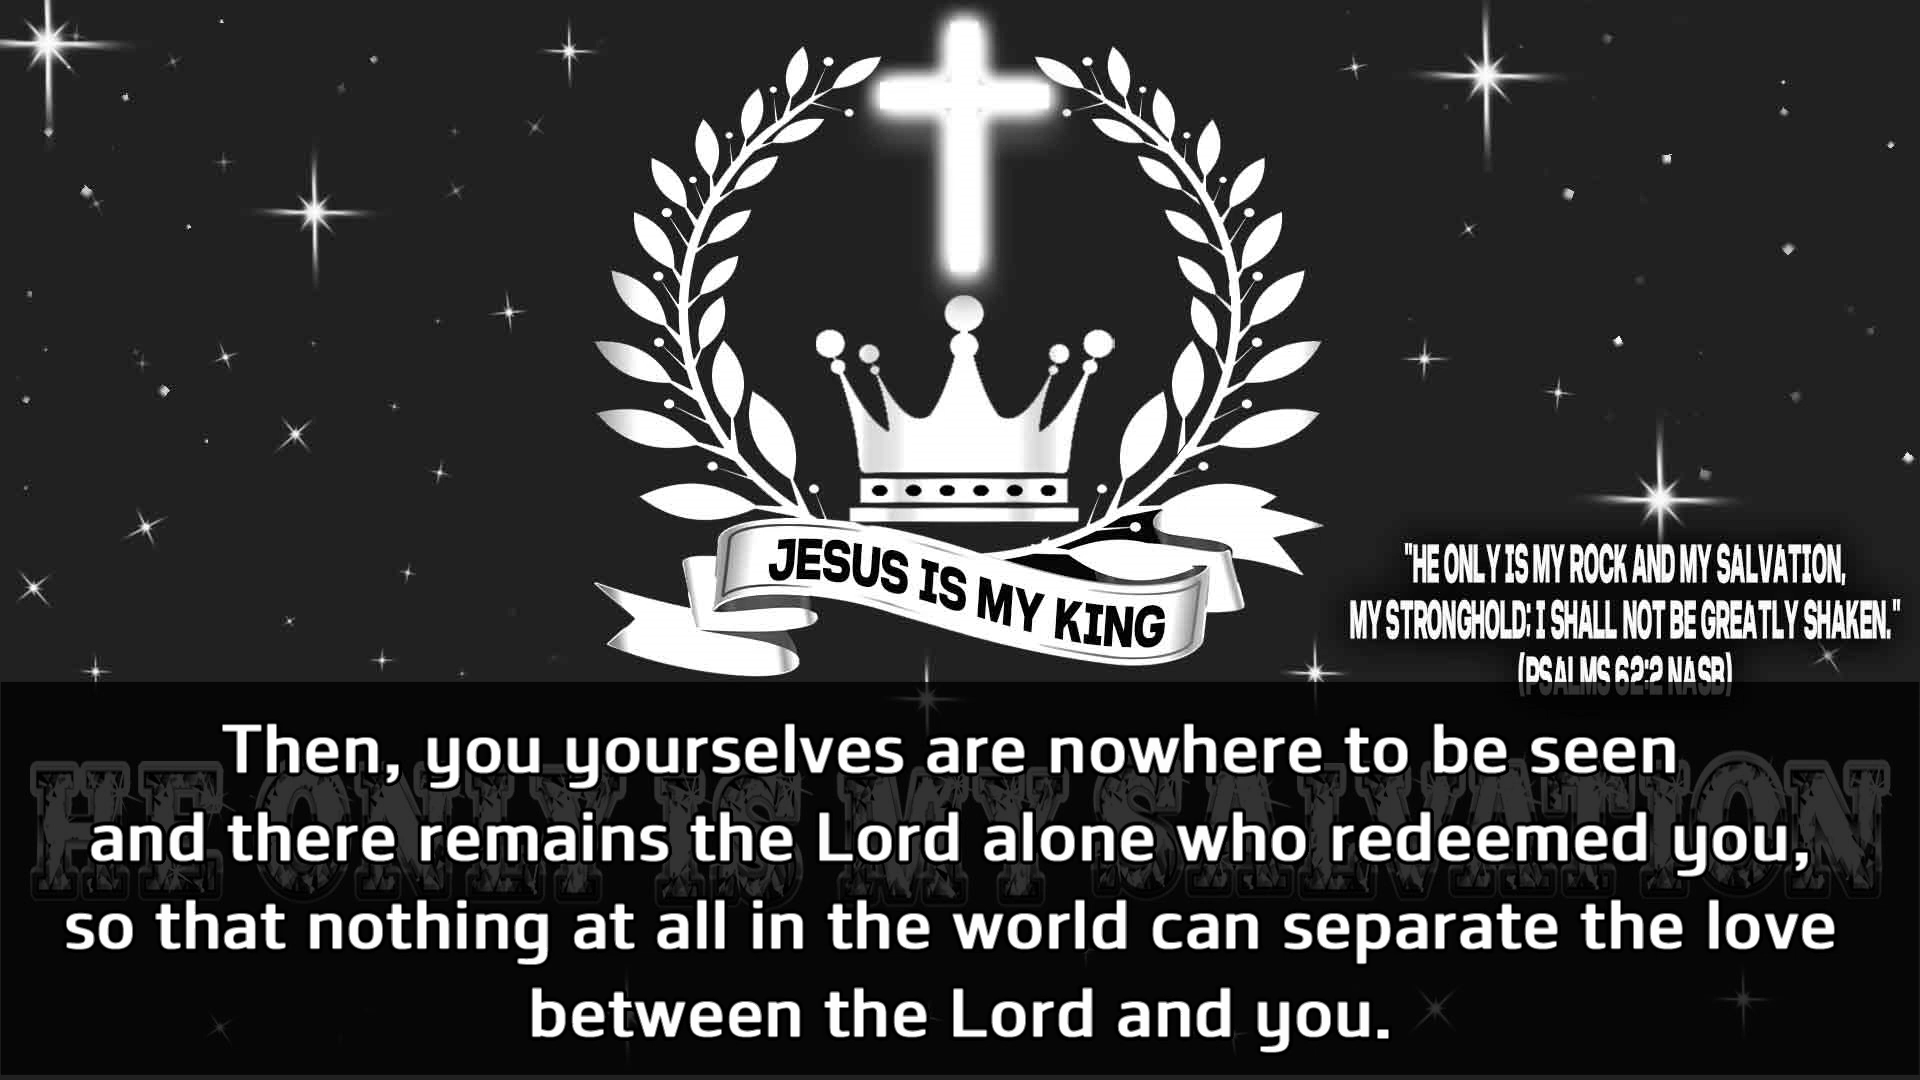 JESUS IS MY KING
"HE ONLY IS MY ROCK AND MY SALVATION,
MY STRONGHOLD; I SHALL NOT BE GREATLY SHAKEN."
(PSALMS 62:2 NASB)
HE ONLY IS MY SALVATION
Then, you yourselves are nowhere to be seen
and there remains the Lord alone who redeemed you,
so that nothing at all in the world can separate the love
between the Lord and you.